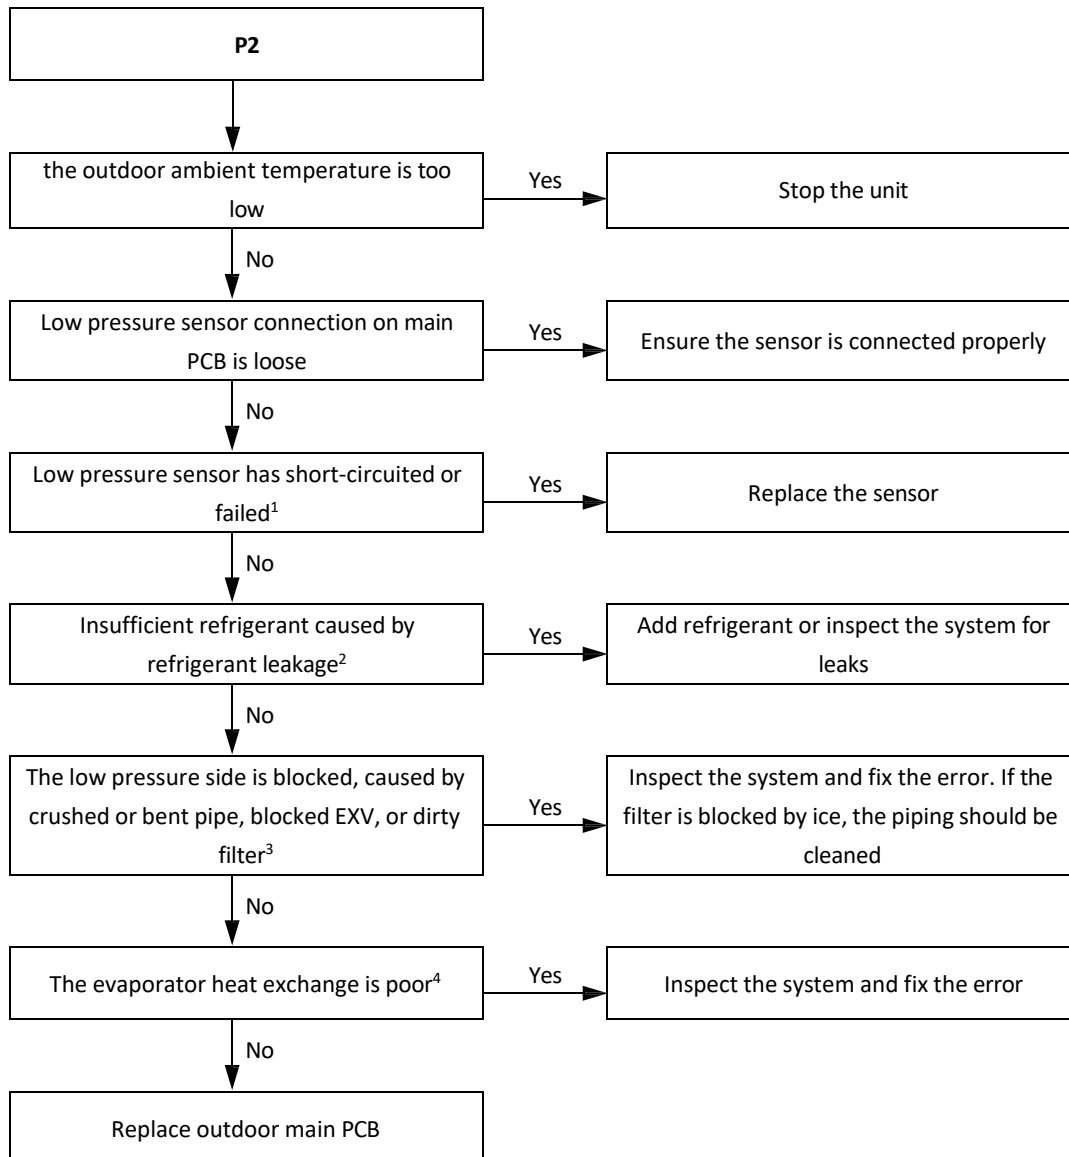 P2
the outdoor ambient temperature is too
low
Yes
Stop the unit
No
Low pressure sensor connection on main
PCB is loose
Yes
Ensure the sensor is connected properly
No
Low pressure sensor has short-circuited or
failed¹
Yes
Replace the sensor
No
Insufficient refrigerant caused by
refrigerant leakage²
Yes
Add refrigerant or inspect the system for
leaks
No
The low pressure side is blocked, caused by
crushed or bent pipe, blocked EXV, or dirty
filter³
Yes
Inspect the system and fix the error. If the
filter is blocked by ice, the piping should be
cleaned
No
The evaporator heat exchange is poor⁴
Yes
Inspect the system and fix the error
No
Replace outdoor main PCB